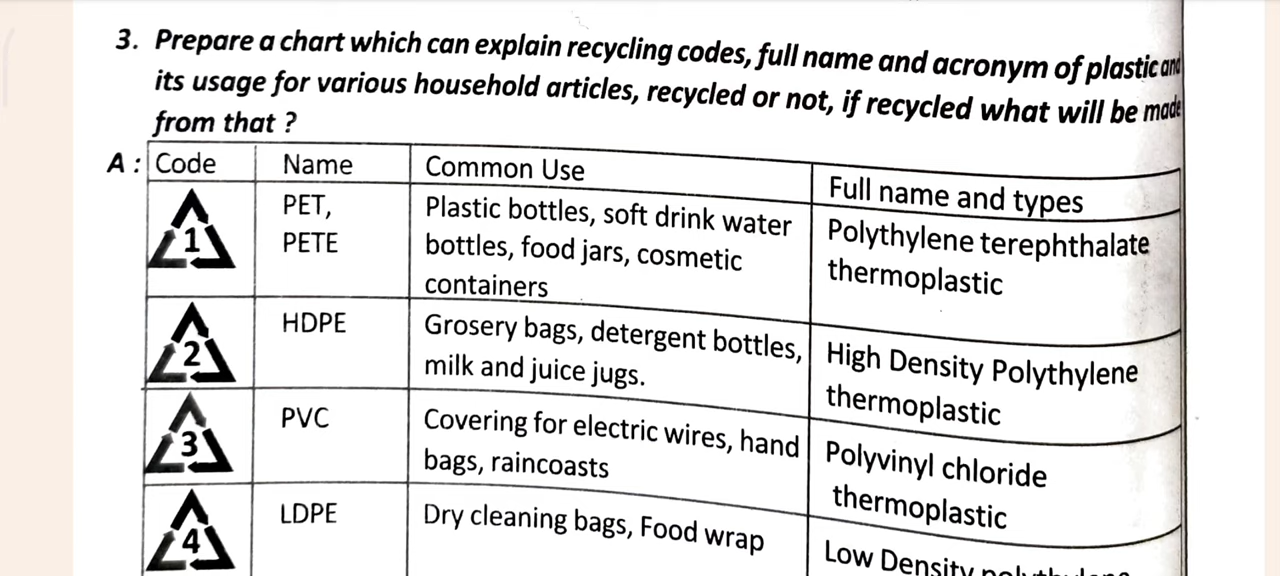 3. Prepare a chart which can explain recycling codes, full name and acronym of plastic and
its usage for various household articles, recycled or not, if recycled what will be made
from that ?
A : Code Name Common Use Full name and types
1 PET, PETE Plastic bottles, soft drink water bottles, food jars, cosmetic containers Polythylene terephthalate thermoplastic
2 HDPE Grosery bags, detergent bottles, milk and juice jugs. High Density Polythylene thermoplastic
3 PVC Covering for electric wires, hand bags, raincoasts Polyvinyl chloride thermoplastic
4 LDPE Dry cleaning bags, Food wrap Low Density